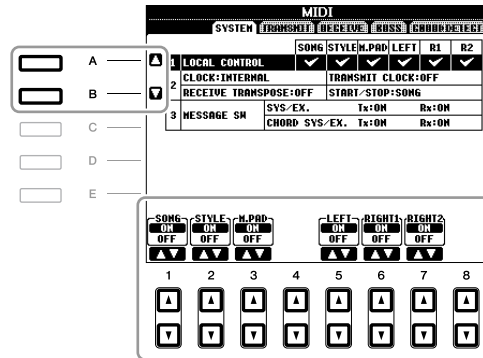 MIDI
SYSTEM TRANSMIT RECEIVE BASS CHORD DETECT
SONG STYLE M.PAD LEFT R1 R2
A
1 LOCAL CONTROL
2 CLOCK:INTERNAL TRANSMIT CLOCK:OFF
B
RECEIVE TRANSPOSE:OFF START/STOP:SONG
3 MESSAGE SW SYS/EX. Tx:ON Rx:ON
CHORD SYS/EX. Tx:ON Rx:ON
C
D
E
SONG STYLE M.PAD LEFT RIGHT1 RIGHT2
ON ON ON ON ON ON
OFF OFF OFF OFF OFF OFF
1 2 3 4 5 6 7 8